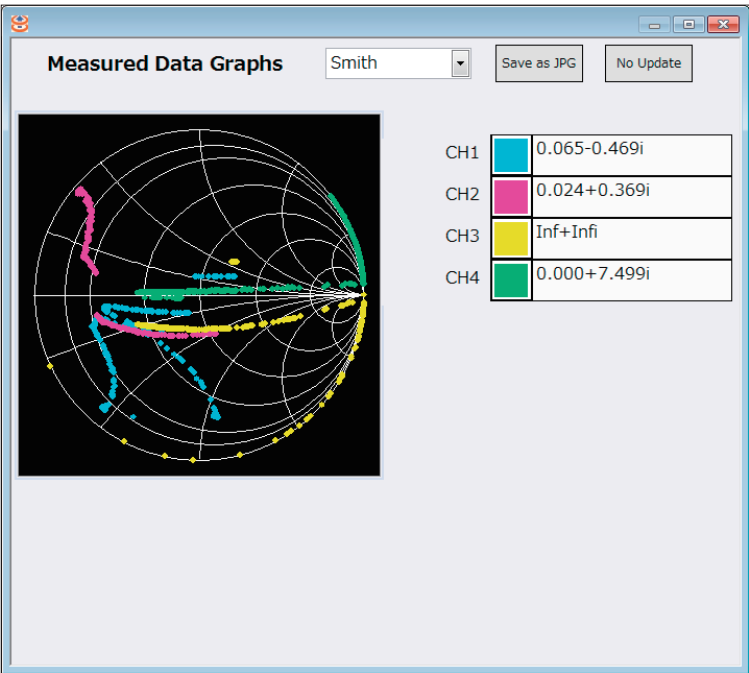 Measured Data Graphs
Smith
Save as JPG
No Update
CH1 0.065-0.469i
CH2 0.024+0.369i
CH3 Inf+Infi
CH4 0.000+7.499i